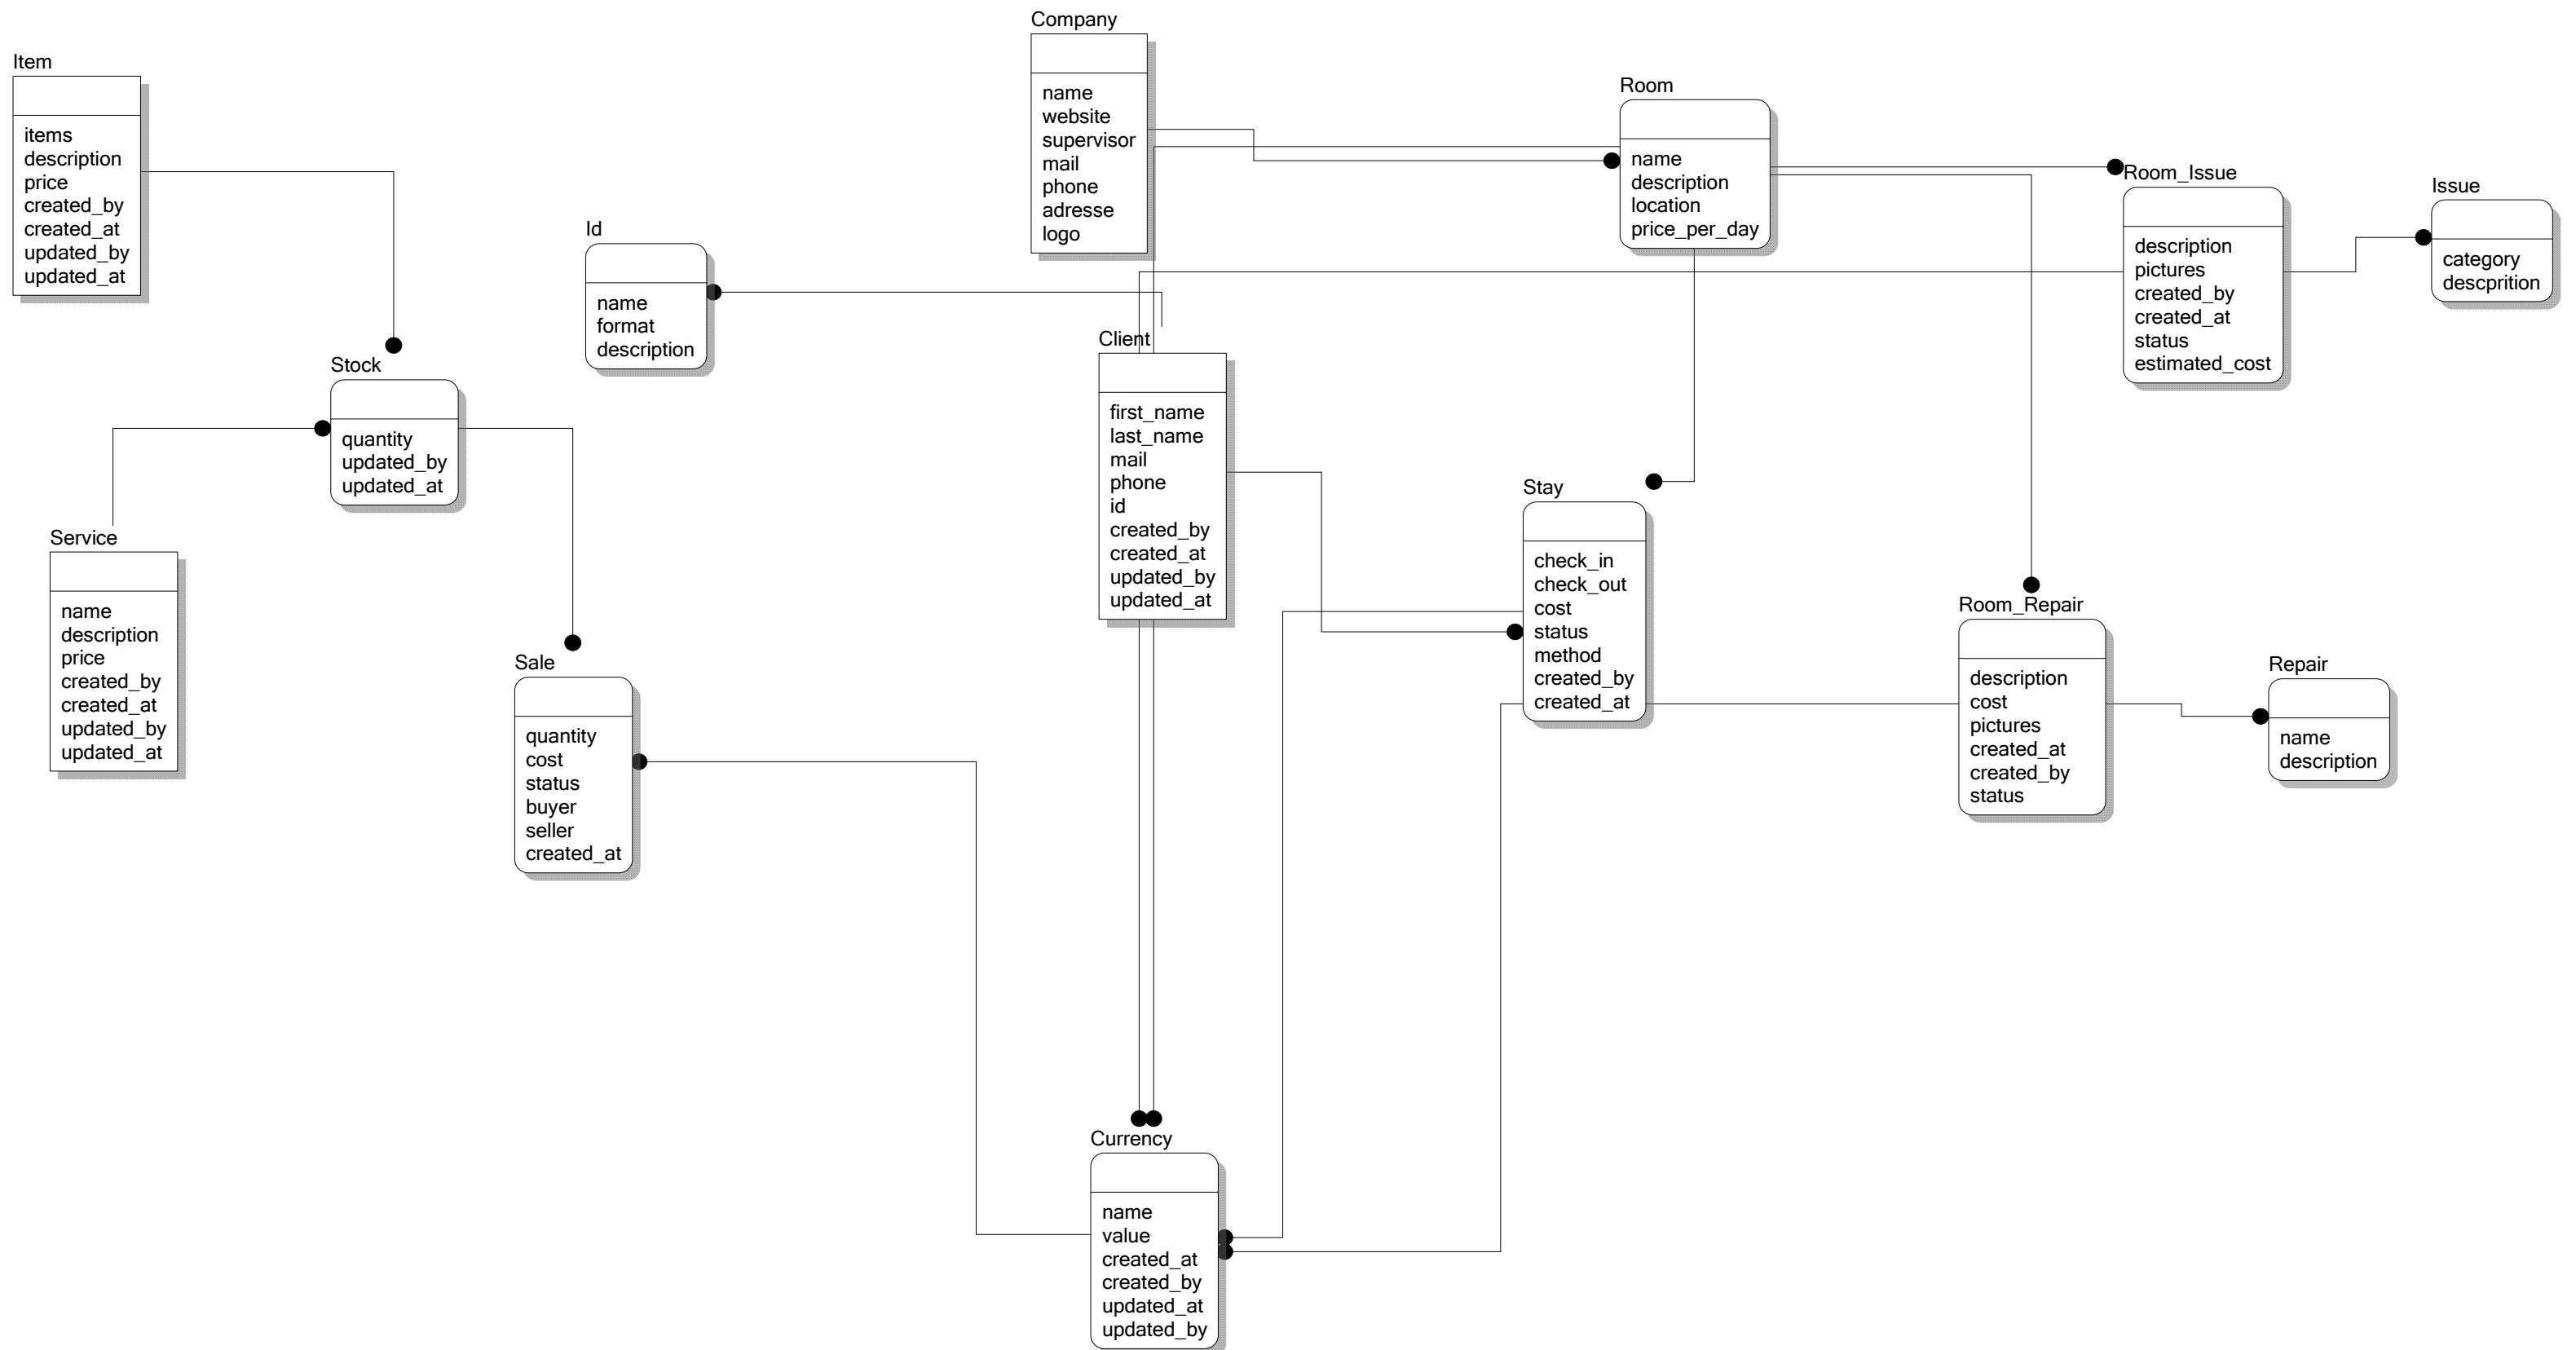 Company
name
website
supervisor
mail
phone
adresse
logo
Item
items
description
price
created_by
created_at
updated_by
updated_at
Room
name
description
location
price_per_day
Room_Issue
description
pictures
created_by
created_at
status
estimated_cost
Issue
category
descprition
Id
name
format
description
Client
first_name
last_name
mail
phone
id
created_by
created_at
updated_by
updated_at
Stock
quantity
updated_by
updated_at
Service
name
description
price
created_by
created_at
updated_by
updated_at
Stay
check_in
check_out
cost
status
method
created_by
created_at
Room_Repair
description
cost
pictures
created_at
created_by
status
Repair
name
description
Sale
quantity
cost
status
buyer
seller
created_at
Currency
name
value
created_at
created_by
updated_at
updated_by